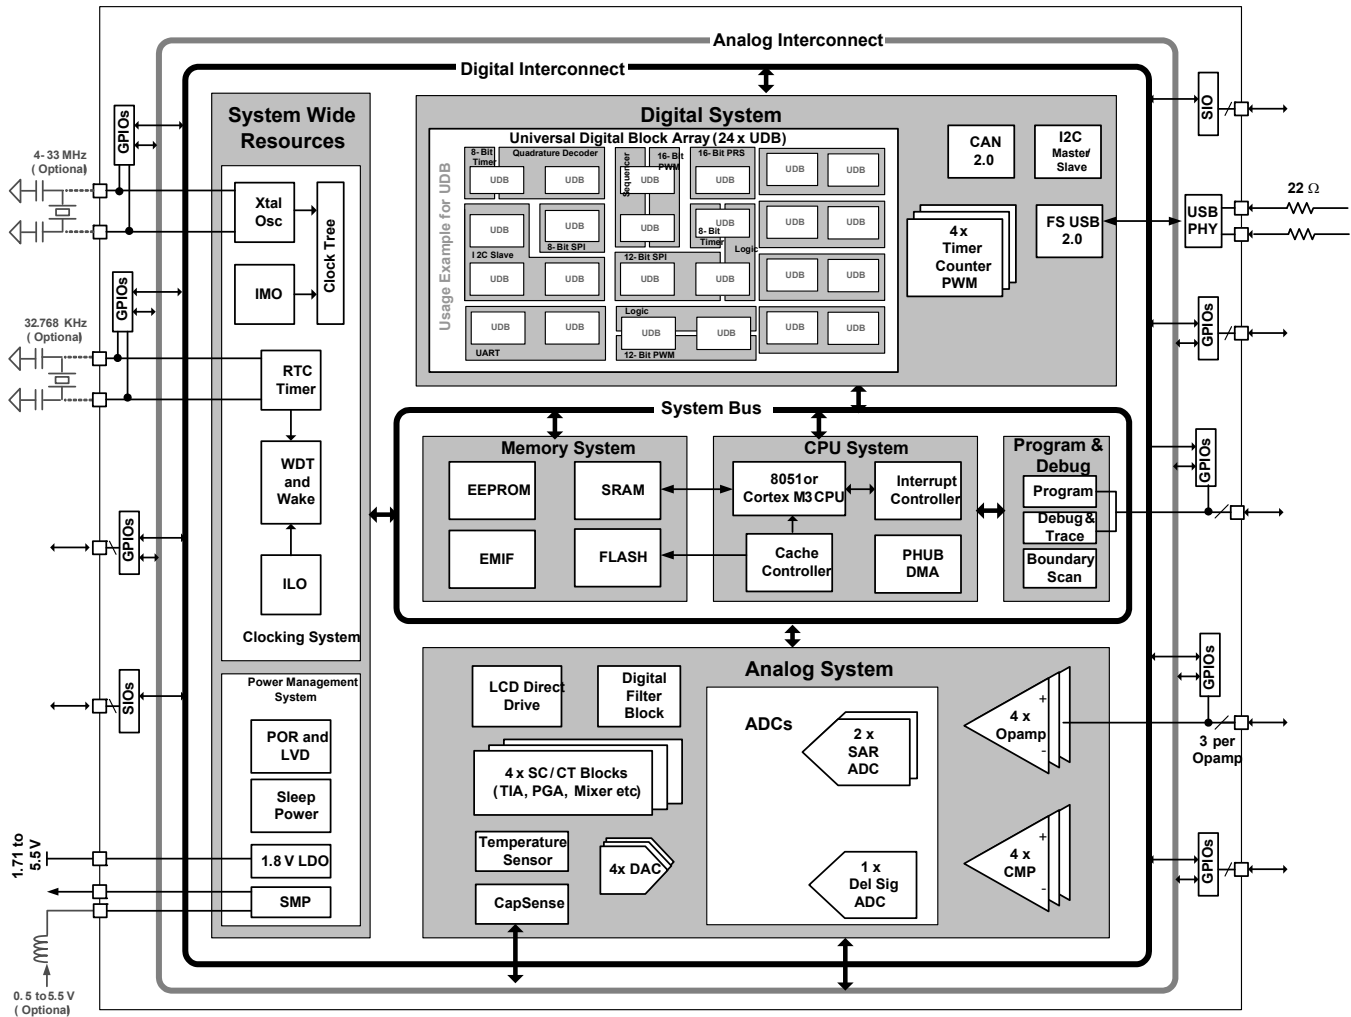 Analog Interconnect
Digital Interconnect
System Wide
Resources
Xtal
Osc
IMO
Clock Tree
RTC
Timer
WDT
and
Wake
ILO
Clocking System
Power Management
System
POR and
LVD
Sleep
Power
1.8 V LDO
SMP
4- 33 MHz
( Optional)
GPIOs
32.768 KHz
( Optional)
GPIOs
GPIOs
SIOs
1.71 to
5.5 V
0. 5 to 5.5 V
( Optional)
Digital System
Universal Digital Block Array (24 x UDB)
Usage Example for UDB
8- Bit
Timer
Quadrature Decoder
Sequencer
16- Bit
PWM
16- Bit PRS
UDB
UDB
UDB
UDB
UDB
UDB
UDB
UDB
UDB
UDB
UDB
UDB
I 2C Slave
8- Bit SPI
8- Bit
Timer
Logic
12- Bit SPI
UDB
UDB
UDB
UDB
UDB
UDB
Logic
UDB
UDB
UDB
UDB
UDB
UDB
UART
12- Bit PWM
CAN
2.0
I2C
Master/
Slave
4 x
Timer
Counter
PWM
FS USB
2.0
System Bus
Memory System
EEPROM
SRAM
EMIF
FLASH
CPU System
8051 or
Cortex M3 CPU
Interrupt
Controller
Cache
Controller
PHUB
DMA
Program &
Debug
Program
Debug &
Trace
Boundary
Scan
Analog System
LCD Direct
Drive
Digital
Filter
Block
4 x SC / CT Blocks
( TIA, PGA, Mixer etc)
Temperature
Sensor
CapSense
4x DAC
ADCs
2 x
SAR
ADC
1 x
Del Sig
ADC
4 x
Opamp
+
-
4 x
CMP
+
-
SIO
USB
PHY
22 Ω
GPIOs
GPIOs
GPIOs
3 per
Opamp
GPIOs